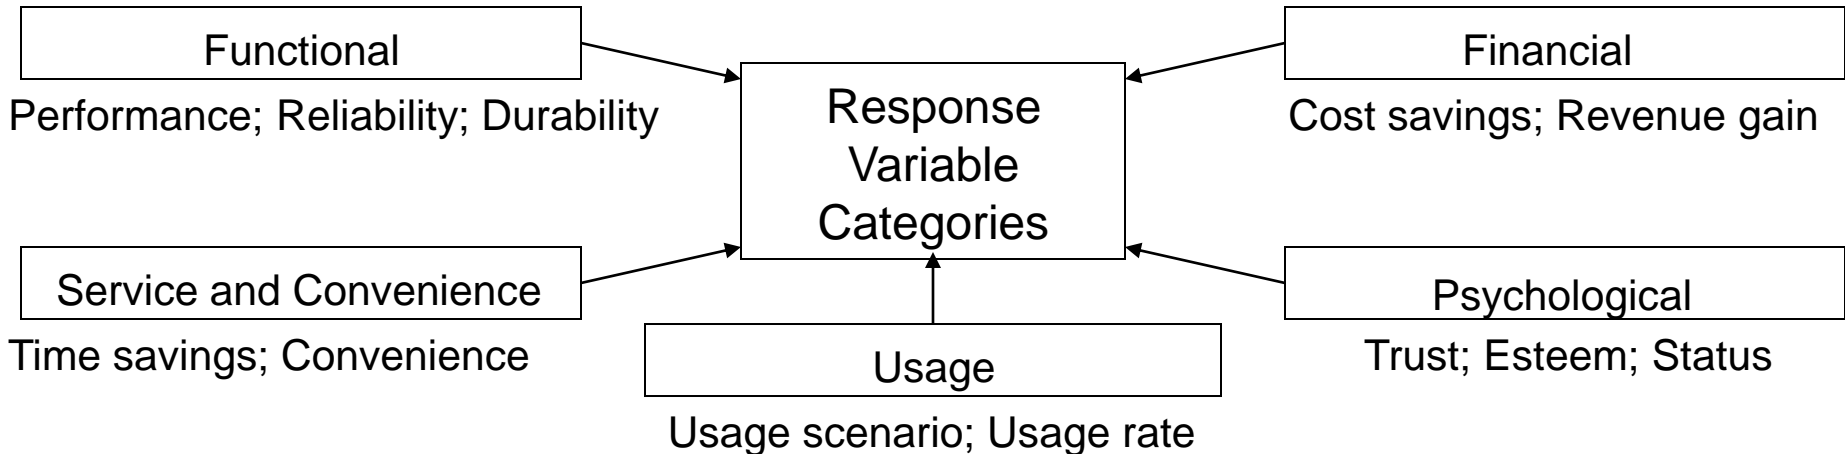 Functional
Performance; Reliability; Durability
Service and Convenience
Time savings; Convenience
Response
Variable
Categories
Usage
Usage scenario; Usage rate
Financial
Cost savings; Revenue gain
Psychological
Trust; Esteem; Status